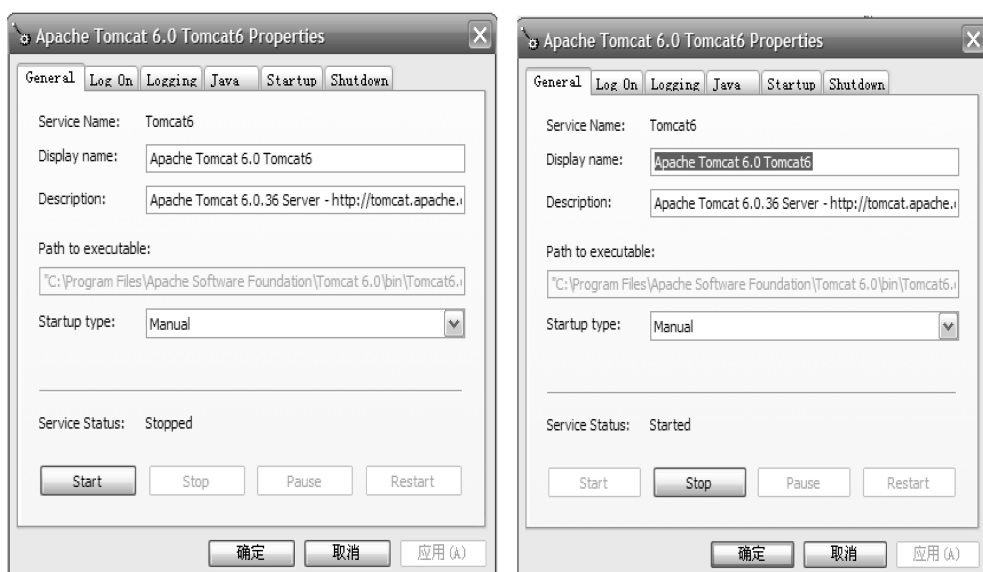 Apache Tomcat 6.0 Tomcat6 Properties
General Log On Logging Java Startup Shutdown
Service Name: Tomcat6
Display name: Apache Tomcat 6.0 Tomcat6
Description: Apache Tomcat 6.0.36 Server - http://tomcat.apache.
Path to executable:
"C:\Program Files\Apache Software Foundation\Tomcat 6.0\bin\Tomcat6.
Startup type: Manual
Service Status: Stopped
Start Stop Pause Restart
确定 取消 应用(A)
Apache Tomcat 6.0 Tomcat6 Properties
General Log On Logging Java Startup Shutdown
Service Name: Tomcat6
Display name: Apache Tomcat 6.0 Tomcat6
Description: Apache Tomcat 6.0.36 Server - http://tomcat.apache.
Path to executable:
"C:\Program Files\Apache Software Foundation\Tomcat 6.0\bin\Tomcat6.
Startup type: Manual
Service Status: Started
Start Stop Pause Restart
确定 取消 应用(A)